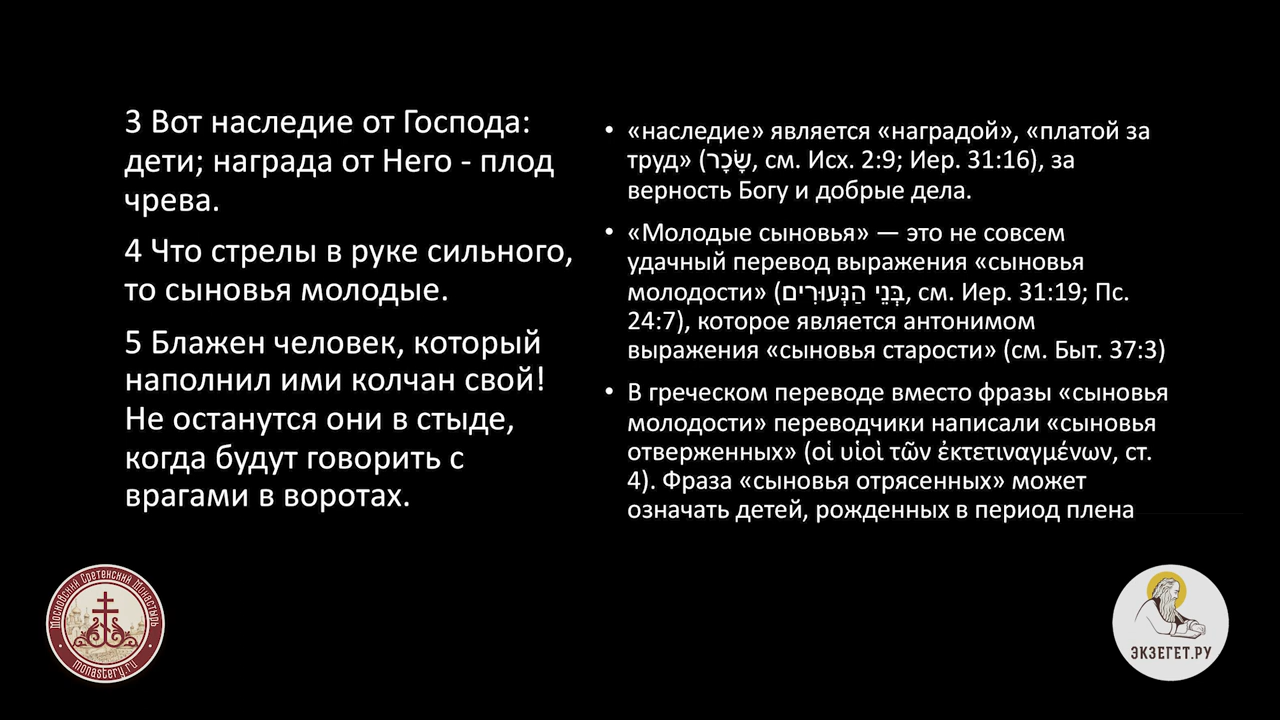 3 Вот наследие от Господа:
дети; награда от Него - плод
чрева.
4 Что стрелы в руке сильного,
то сыновья молодые.
5 Блажен человек, который
наполнил ими колчан свой!
Не останутся они в стыде,
когда будут говорить с
врагами в воротах.
• «наследие» является «наградой», «платой за
труд» (שָׂכָר, см. Исх. 2:9; Иер. 31:16), за
верность Богу и добрые дела.
• «Молодые сыновья» — это не совсем
удачный перевод выражения «сыновья
молодости» (בְּנֵי הַנְּעוּרִים, см. Иер. 31:19; Пс.
24:7), которое является антонимом
выражения «сыновья старости» (см. Быт. 37:3)
• В греческом переводе вместо фразы «сыновья
молодости» переводчики написали «сыновья
отверженных» (οἱ υἱοὶ τῶν ἐκτετιναγμένων, ст.
4). Фраза «сыновья отрясенных» может
означать детей, рожденных в период плена
Московский Сретенский Монастырь
monastery.ru
ЭКЗЕГЕТ.РУ